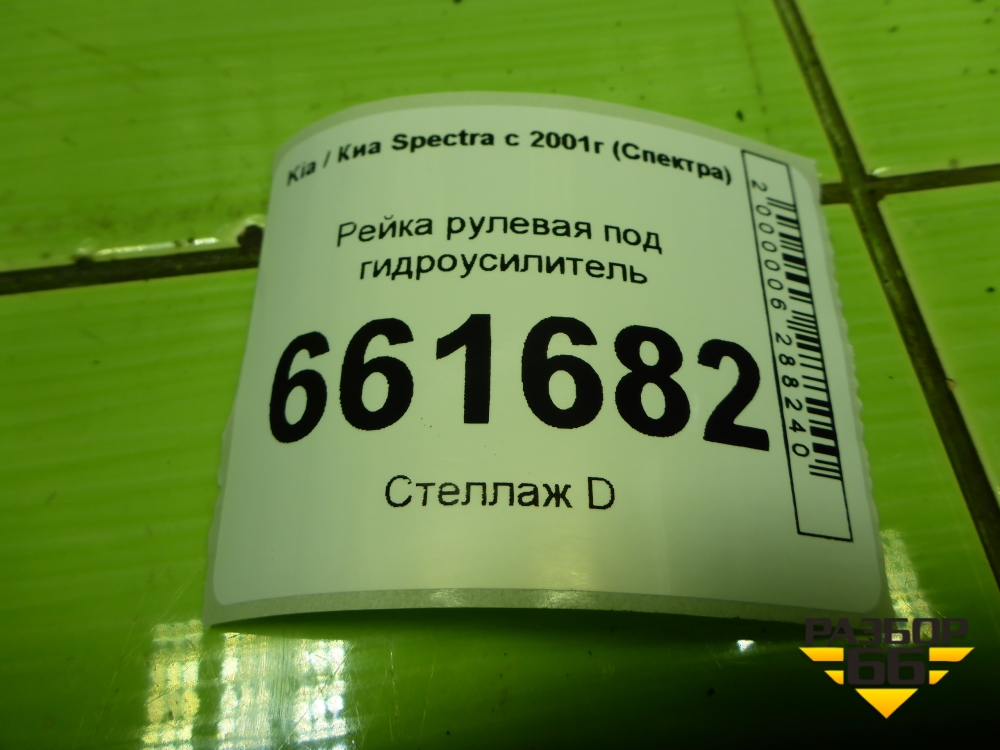 Kia / Киа Spectra с 2001г (Спектра)
Рейка рулевая под
гидроусилитель
661682
Стеллаж D
2000006288240
РАЗБОР
66